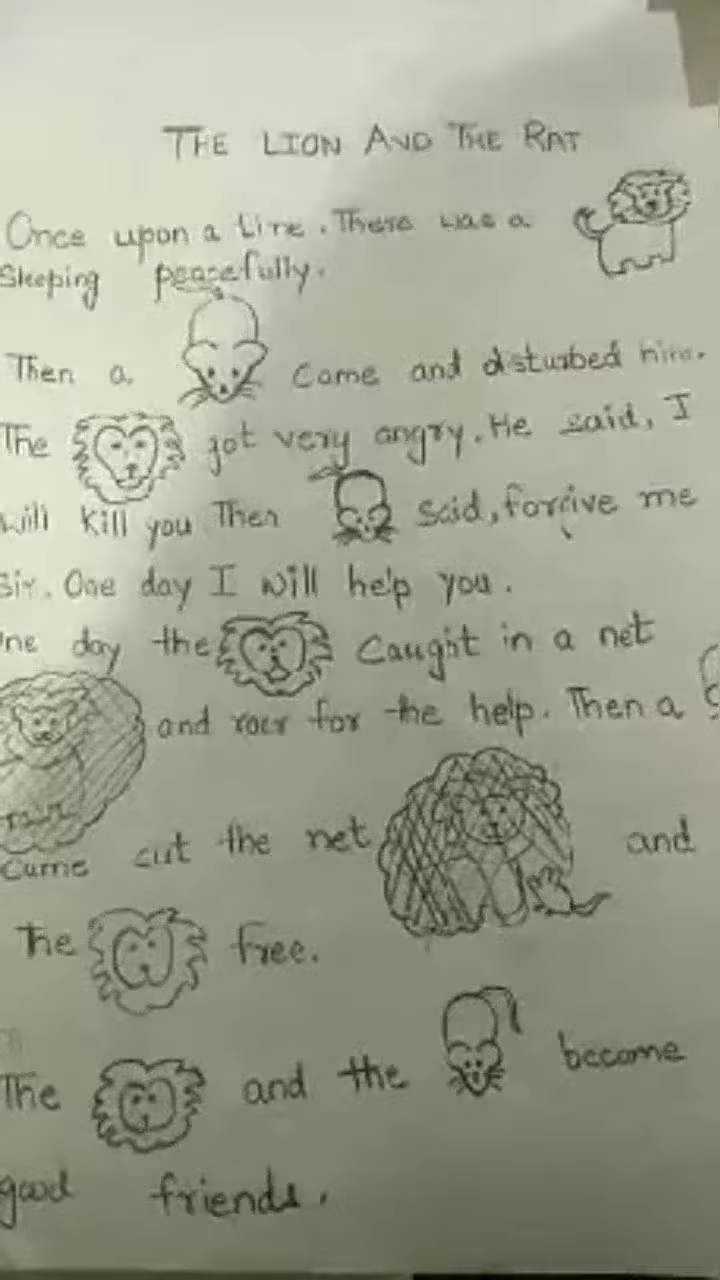 THE LION AND THE RAT
Once upon a time. There was a
Sleeping peacefully.
Then a came and disturbed him.
The got very angry. He said, I
will kill you Then said, forgive me
Sir. One day I will help you.
One day the Caught in a net
and roar for the help. Then a
came cut the net and
The free.
The and the become
good friends.